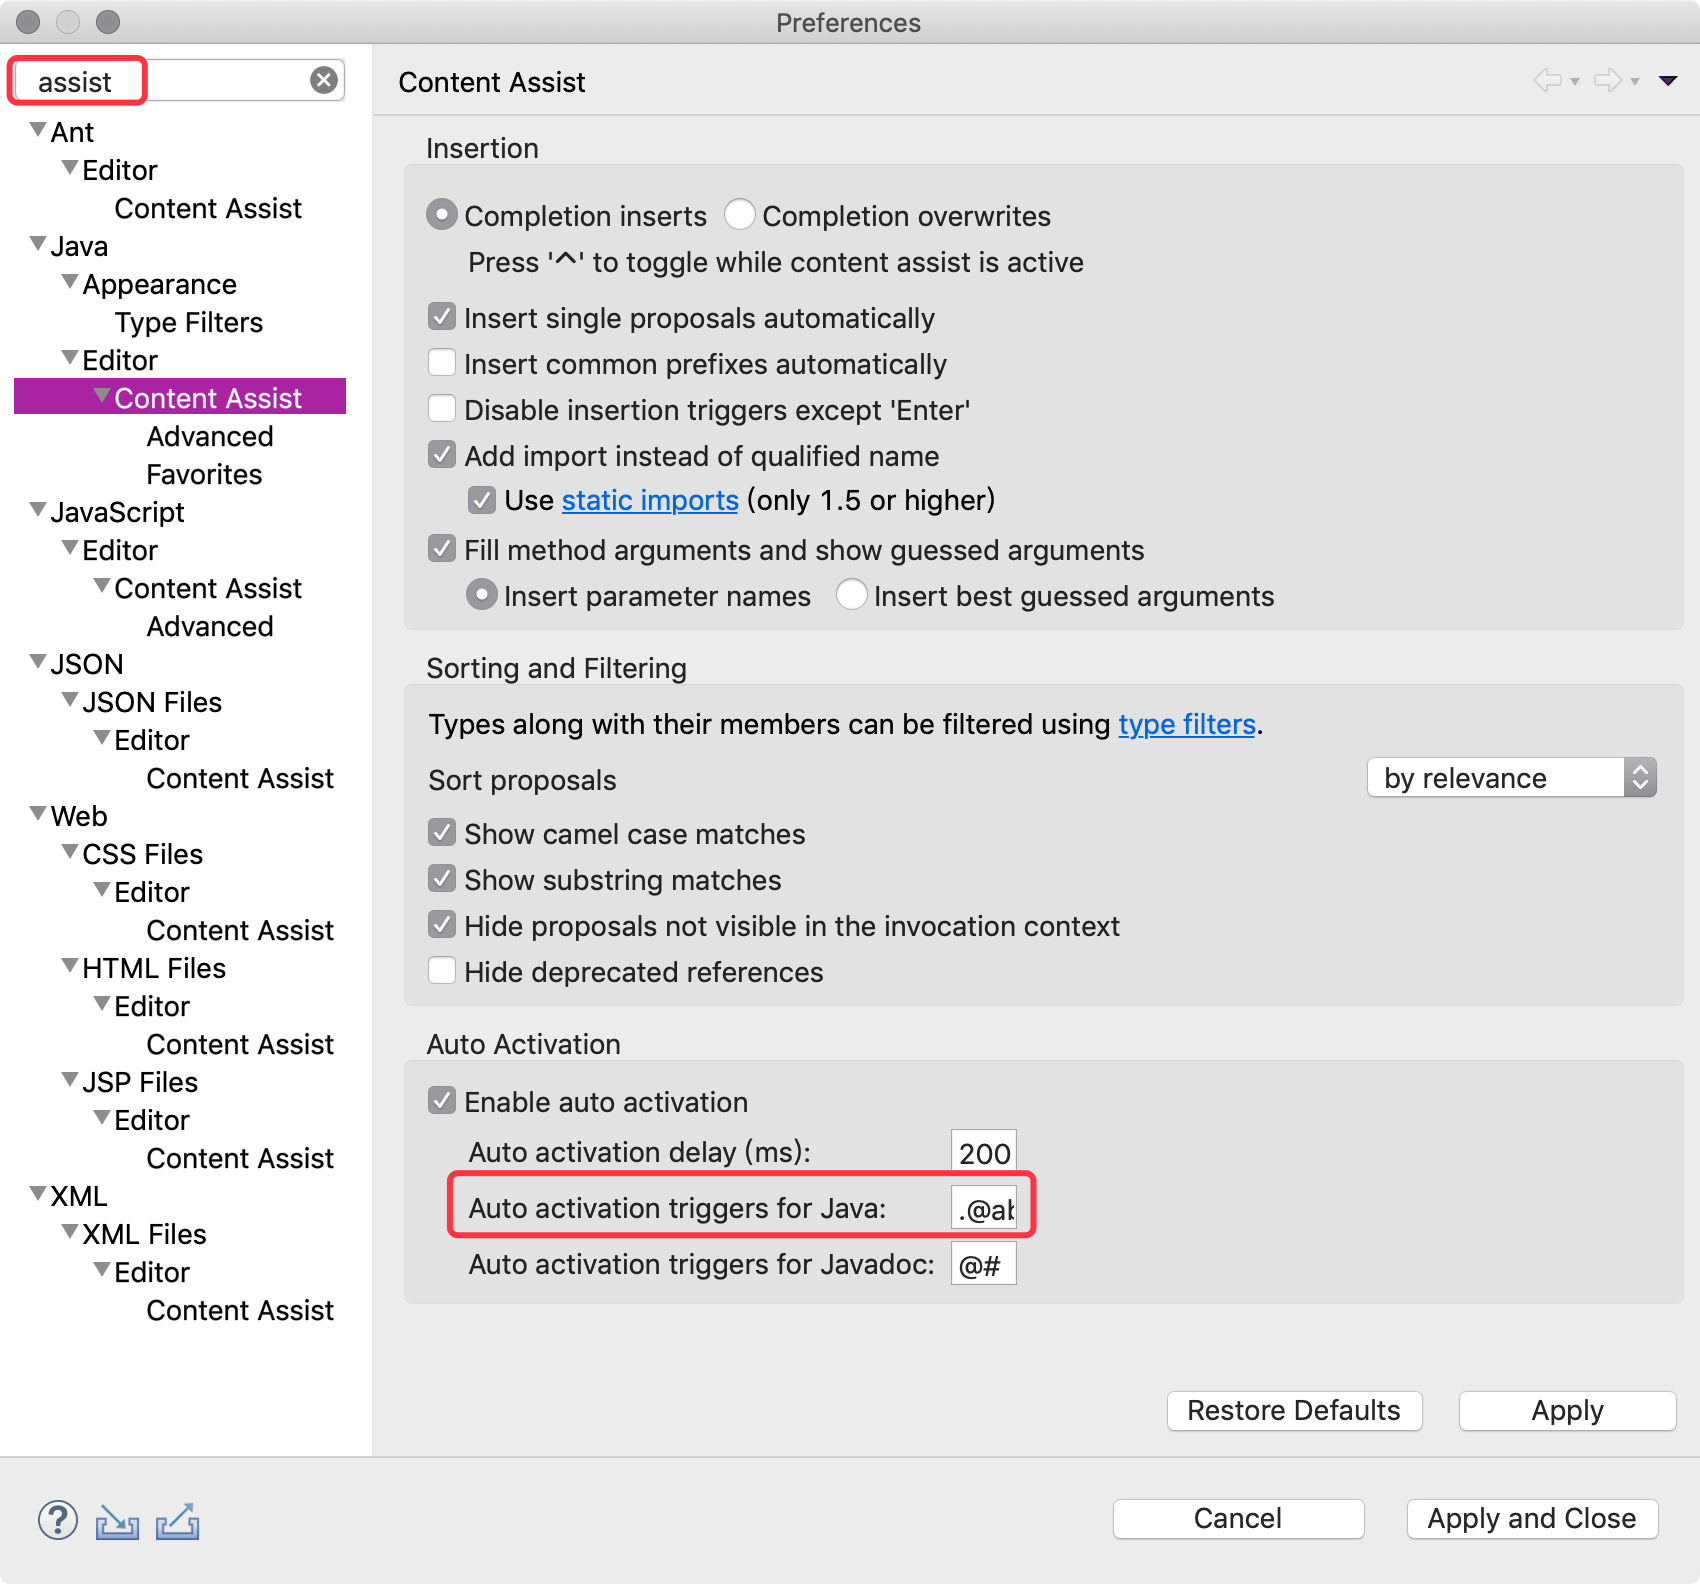 Preferences
assist
Ant
Editor
Content Assist
Java
Appearance
Type Filters
Editor
Content Assist
Advanced
Favorites
JavaScript
Editor
Content Assist
Advanced
JSON
JSON Files
Editor
Content Assist
Web
CSS Files
Editor
Content Assist
HTML Files
Editor
Content Assist
JSP Files
Editor
Content Assist
XML
XML Files
Editor
Content Assist
Content Assist
Insertion
Completion inserts Completion overwrites
Press '^' to toggle while content assist is active
Insert single proposals automatically
Insert common prefixes automatically
Disable insertion triggers except 'Enter'
Add import instead of qualified name
Use static imports (only 1.5 or higher)
Fill method arguments and show guessed arguments
Insert parameter names Insert best guessed arguments
Sorting and Filtering
Types along with their members can be filtered using type filters.
Sort proposals by relevance
Show camel case matches
Show substring matches
Hide proposals not visible in the invocation context
Hide deprecated references
Auto Activation
Enable auto activation
Auto activation delay (ms): 200
Auto activation triggers for Java: .@ab
Auto activation triggers for Javadoc: @#
Restore Defaults Apply
? Cancel Apply and Close